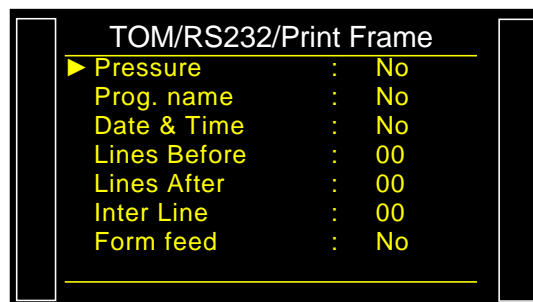 TOM/RS232/Print Frame
▶ Pressure : No
Prog. name : No
Date & Time : No
Lines Before : 00
Lines After : 00
Inter Line : 00
Form feed : No